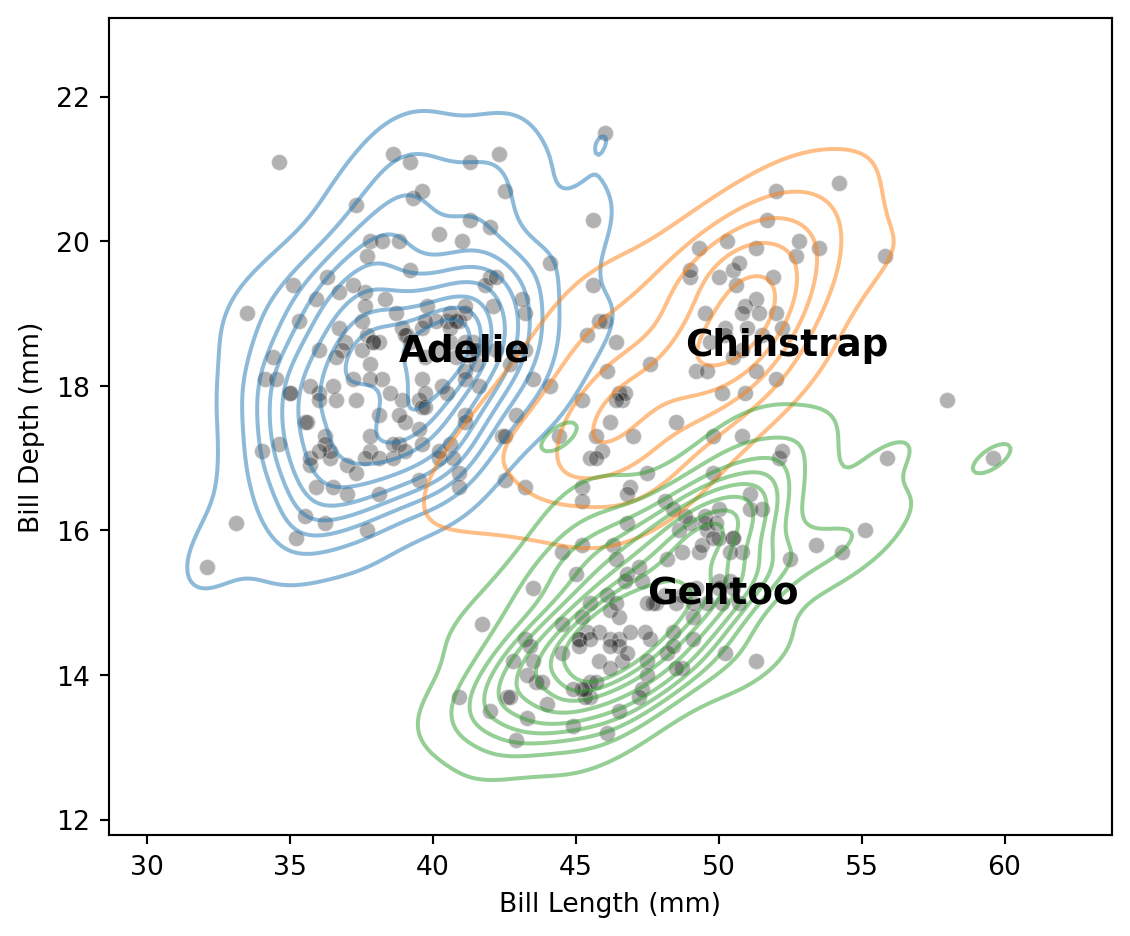 22
20
18
16
14
12
Bill Depth (mm)
Adelie
Chinstrap
Gentoo
30 35 40 45 50 55 60
Bill Length (mm)